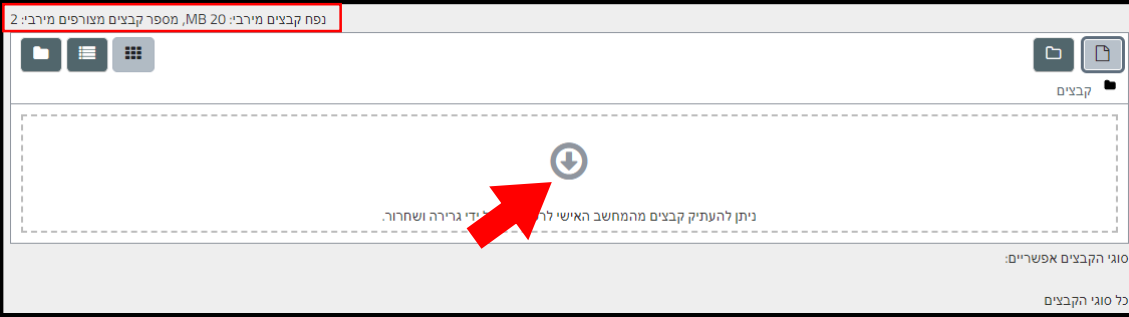 נפח קבצים מירבי: 20 MB, מספר קבצים מצורפים מירבי: 2
קבצים
ניתן להעתיק קבצים מהמחשב האישי ידי גרירה ושחרור.
סוגי הקבצים אפשריים:
כל סוגי הקבצים